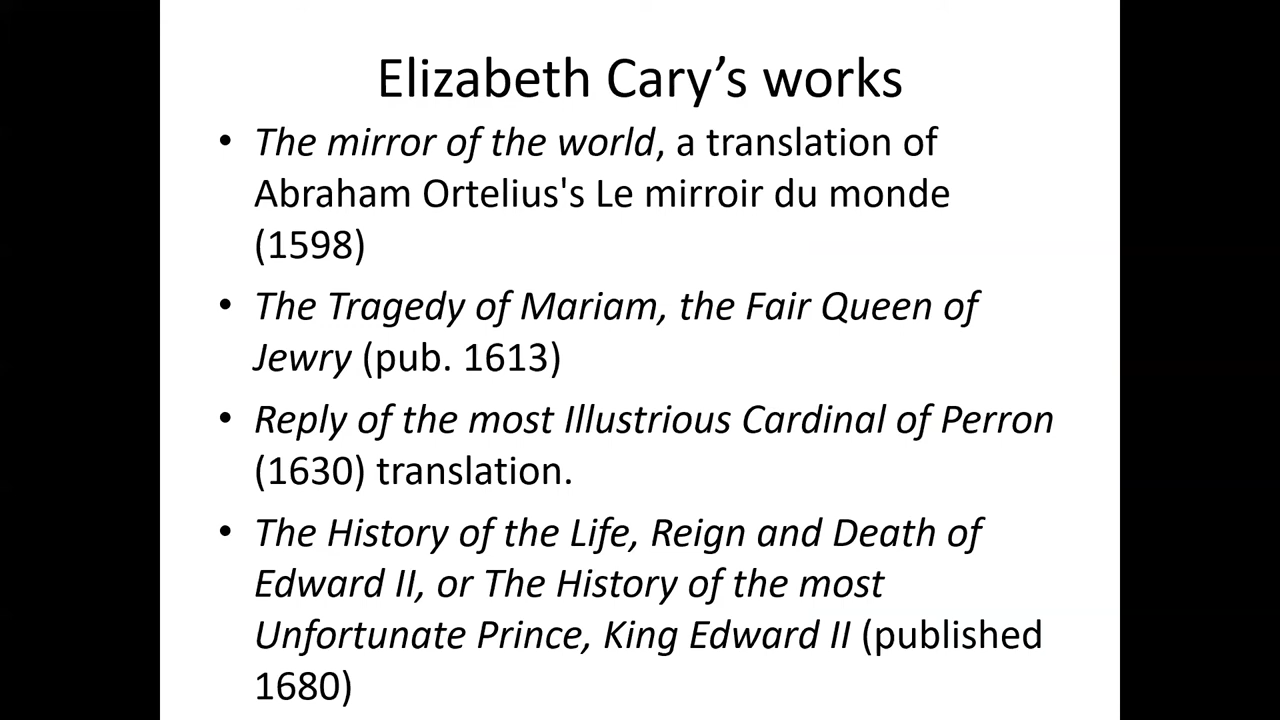 Elizabeth Cary’s works
• The mirror of the world, a translation of
Abraham Ortelius's Le mirroir du monde
(1598)
• The Tragedy of Mariam, the Fair Queen of
Jewry (pub. 1613)
• Reply of the most Illustrious Cardinal of Perron
(1630) translation.
• The History of the Life, Reign and Death of
Edward II, or The History of the most
Unfortunate Prince, King Edward II (published
1680)